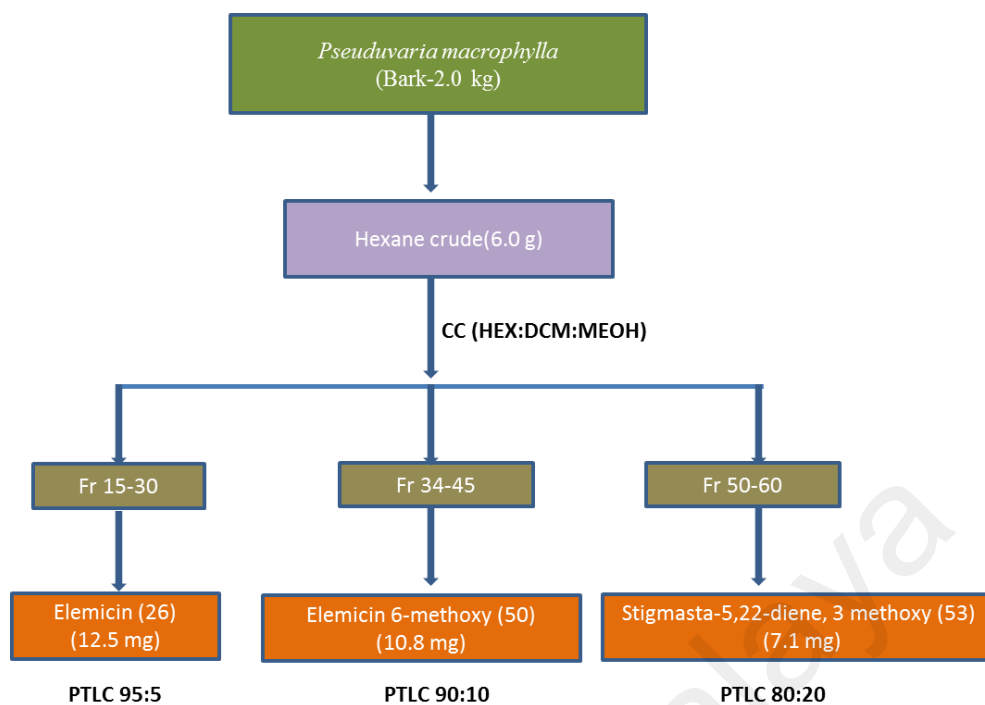 Pseuduvaria macrophylla
(Bark-2.0 kg)
Hexane crude(6.0 g)
CC (HEX:DCM:MEOH)
Fr 15-30
Fr 34-45
Fr 50-60
Elemicin (26)
(12.5 mg)
Elemicin 6-methoxy (50)
(10.8 mg)
Stigmasta-5,22-diene, 3 methoxy (53)
(7.1 mg)
PTLC 95:5
PTLC 90:10
PTLC 80:20
alaya